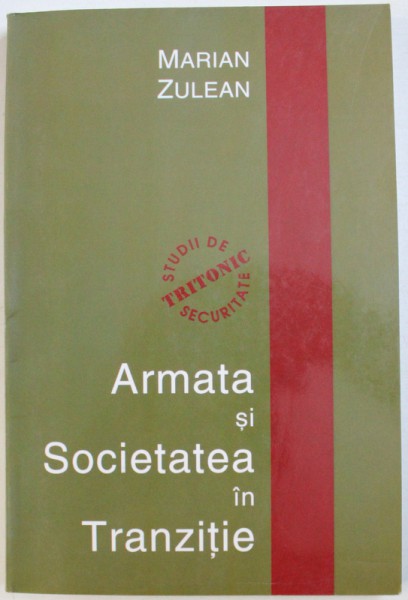 MARIAN
ZULEAN
STUDII DE
TRITONIC
SECURITATE
Armata
și
Societatea
în
Tranziție